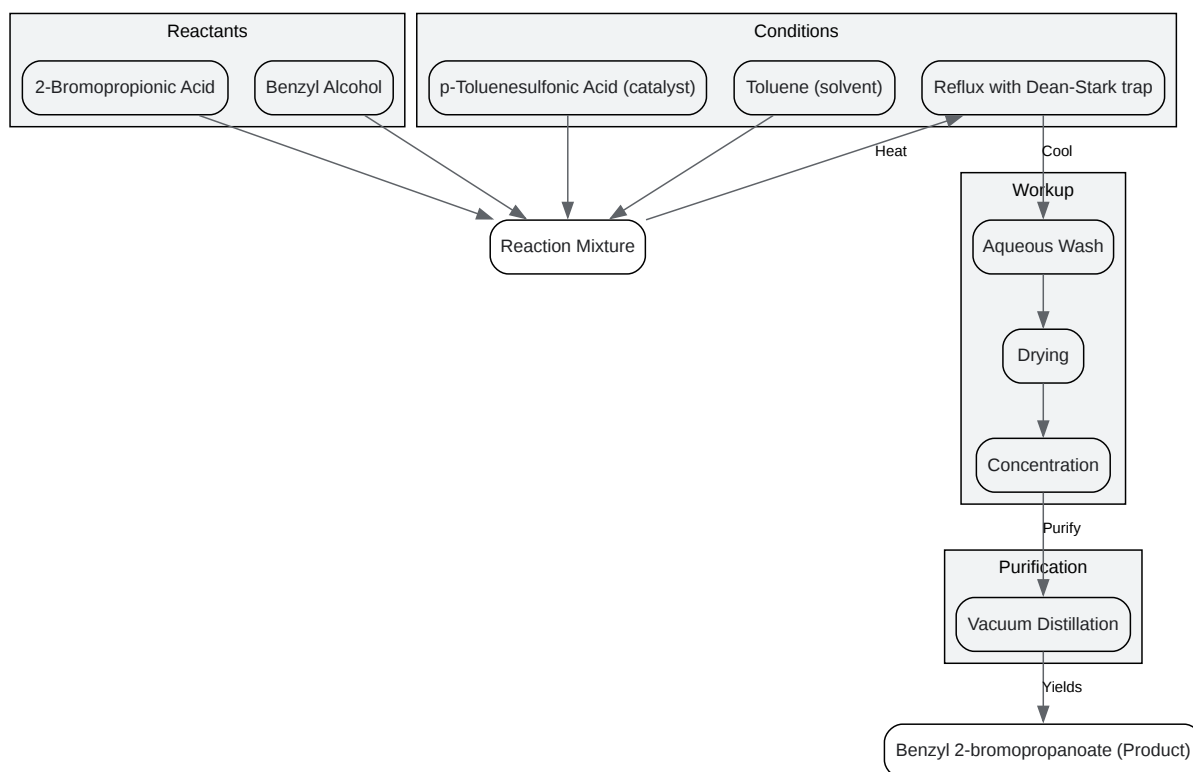 Reactants
Conditions
2-Bromopropionic Acid
Benzyl Alcohol
p-Toluenesulfonic Acid (catalyst)
Toluene (solvent)
Reflux with Dean-Stark trap
Heat
Cool
Workup
Reaction Mixture
Aqueous Wash
Drying
Concentration
Purify
Purification
Vacuum Distillation
Yields
Benzyl 2-bromopropanoate (Product)